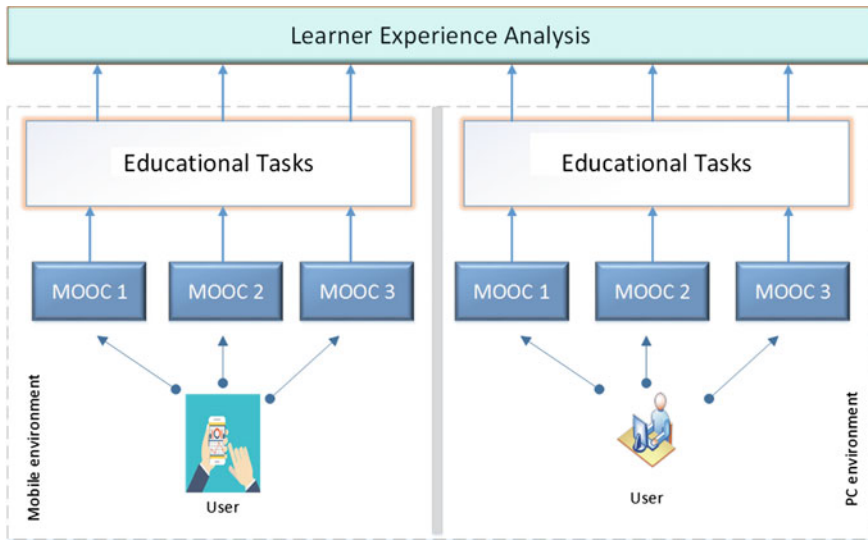 Learner Experience Analysis
Educational Tasks
Educational Tasks
MOOC 1
MOOC 2
MOOC 3
MOOC 1
MOOC 2
MOOC 3
Mobile environment
User
User
PC environment